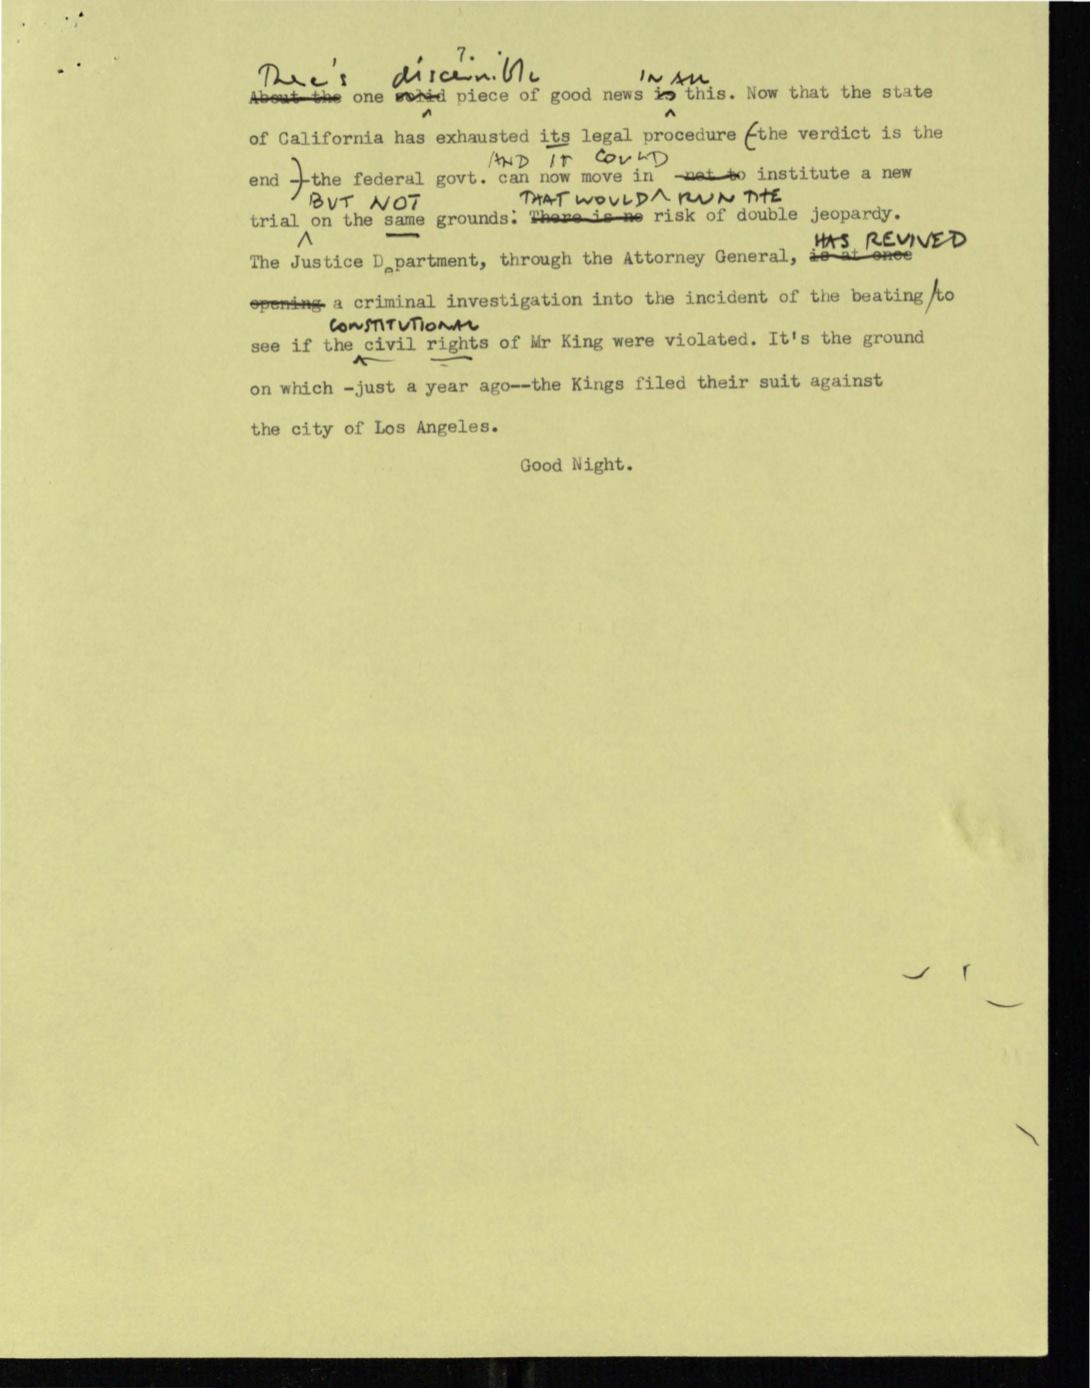 7.
There's discernible IN ALL
About the one solid piece of good news is this. Now that the state
of California has exhausted its legal procedure (-the verdict is the
AND IT COULD
end )-the federal govt. can now move in -not to institute a new
BUT NOT THAT WOULD RUN THE
trial on the same grounds: There is no risk of double jeopardy.
HAS REVIVED
The Justice Department, through the Attorney General, is at once
opening a criminal investigation into the incident of the beating/to
CONSTITUTIONAL
see if the civil rights of Mr King were violated. It's the ground
on which -just a year ago--the Kings filed their suit against
the city of Los Angeles.
Good Night.